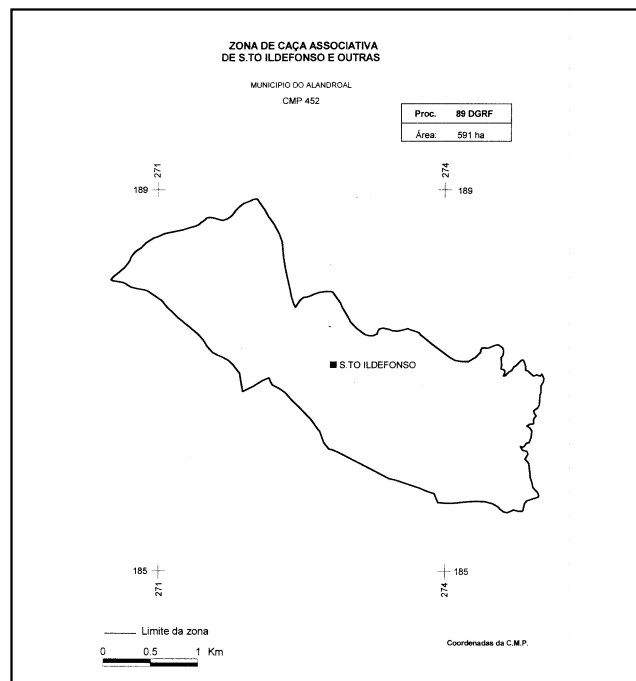 ZONA DE CAÇA ASSOCIATIVA
DE S.TO ILDEFONSO E OUTRAS
MUNICIPIO DO ALANDROAL
CMP 452
Proc. 89 DGRF
Área: 591 ha
271
274
189
189
S.TO ILDEFONSO
185
185
271
274
Limite da zona
0 0.5 1 Km
Coordenadas da C.M.P.